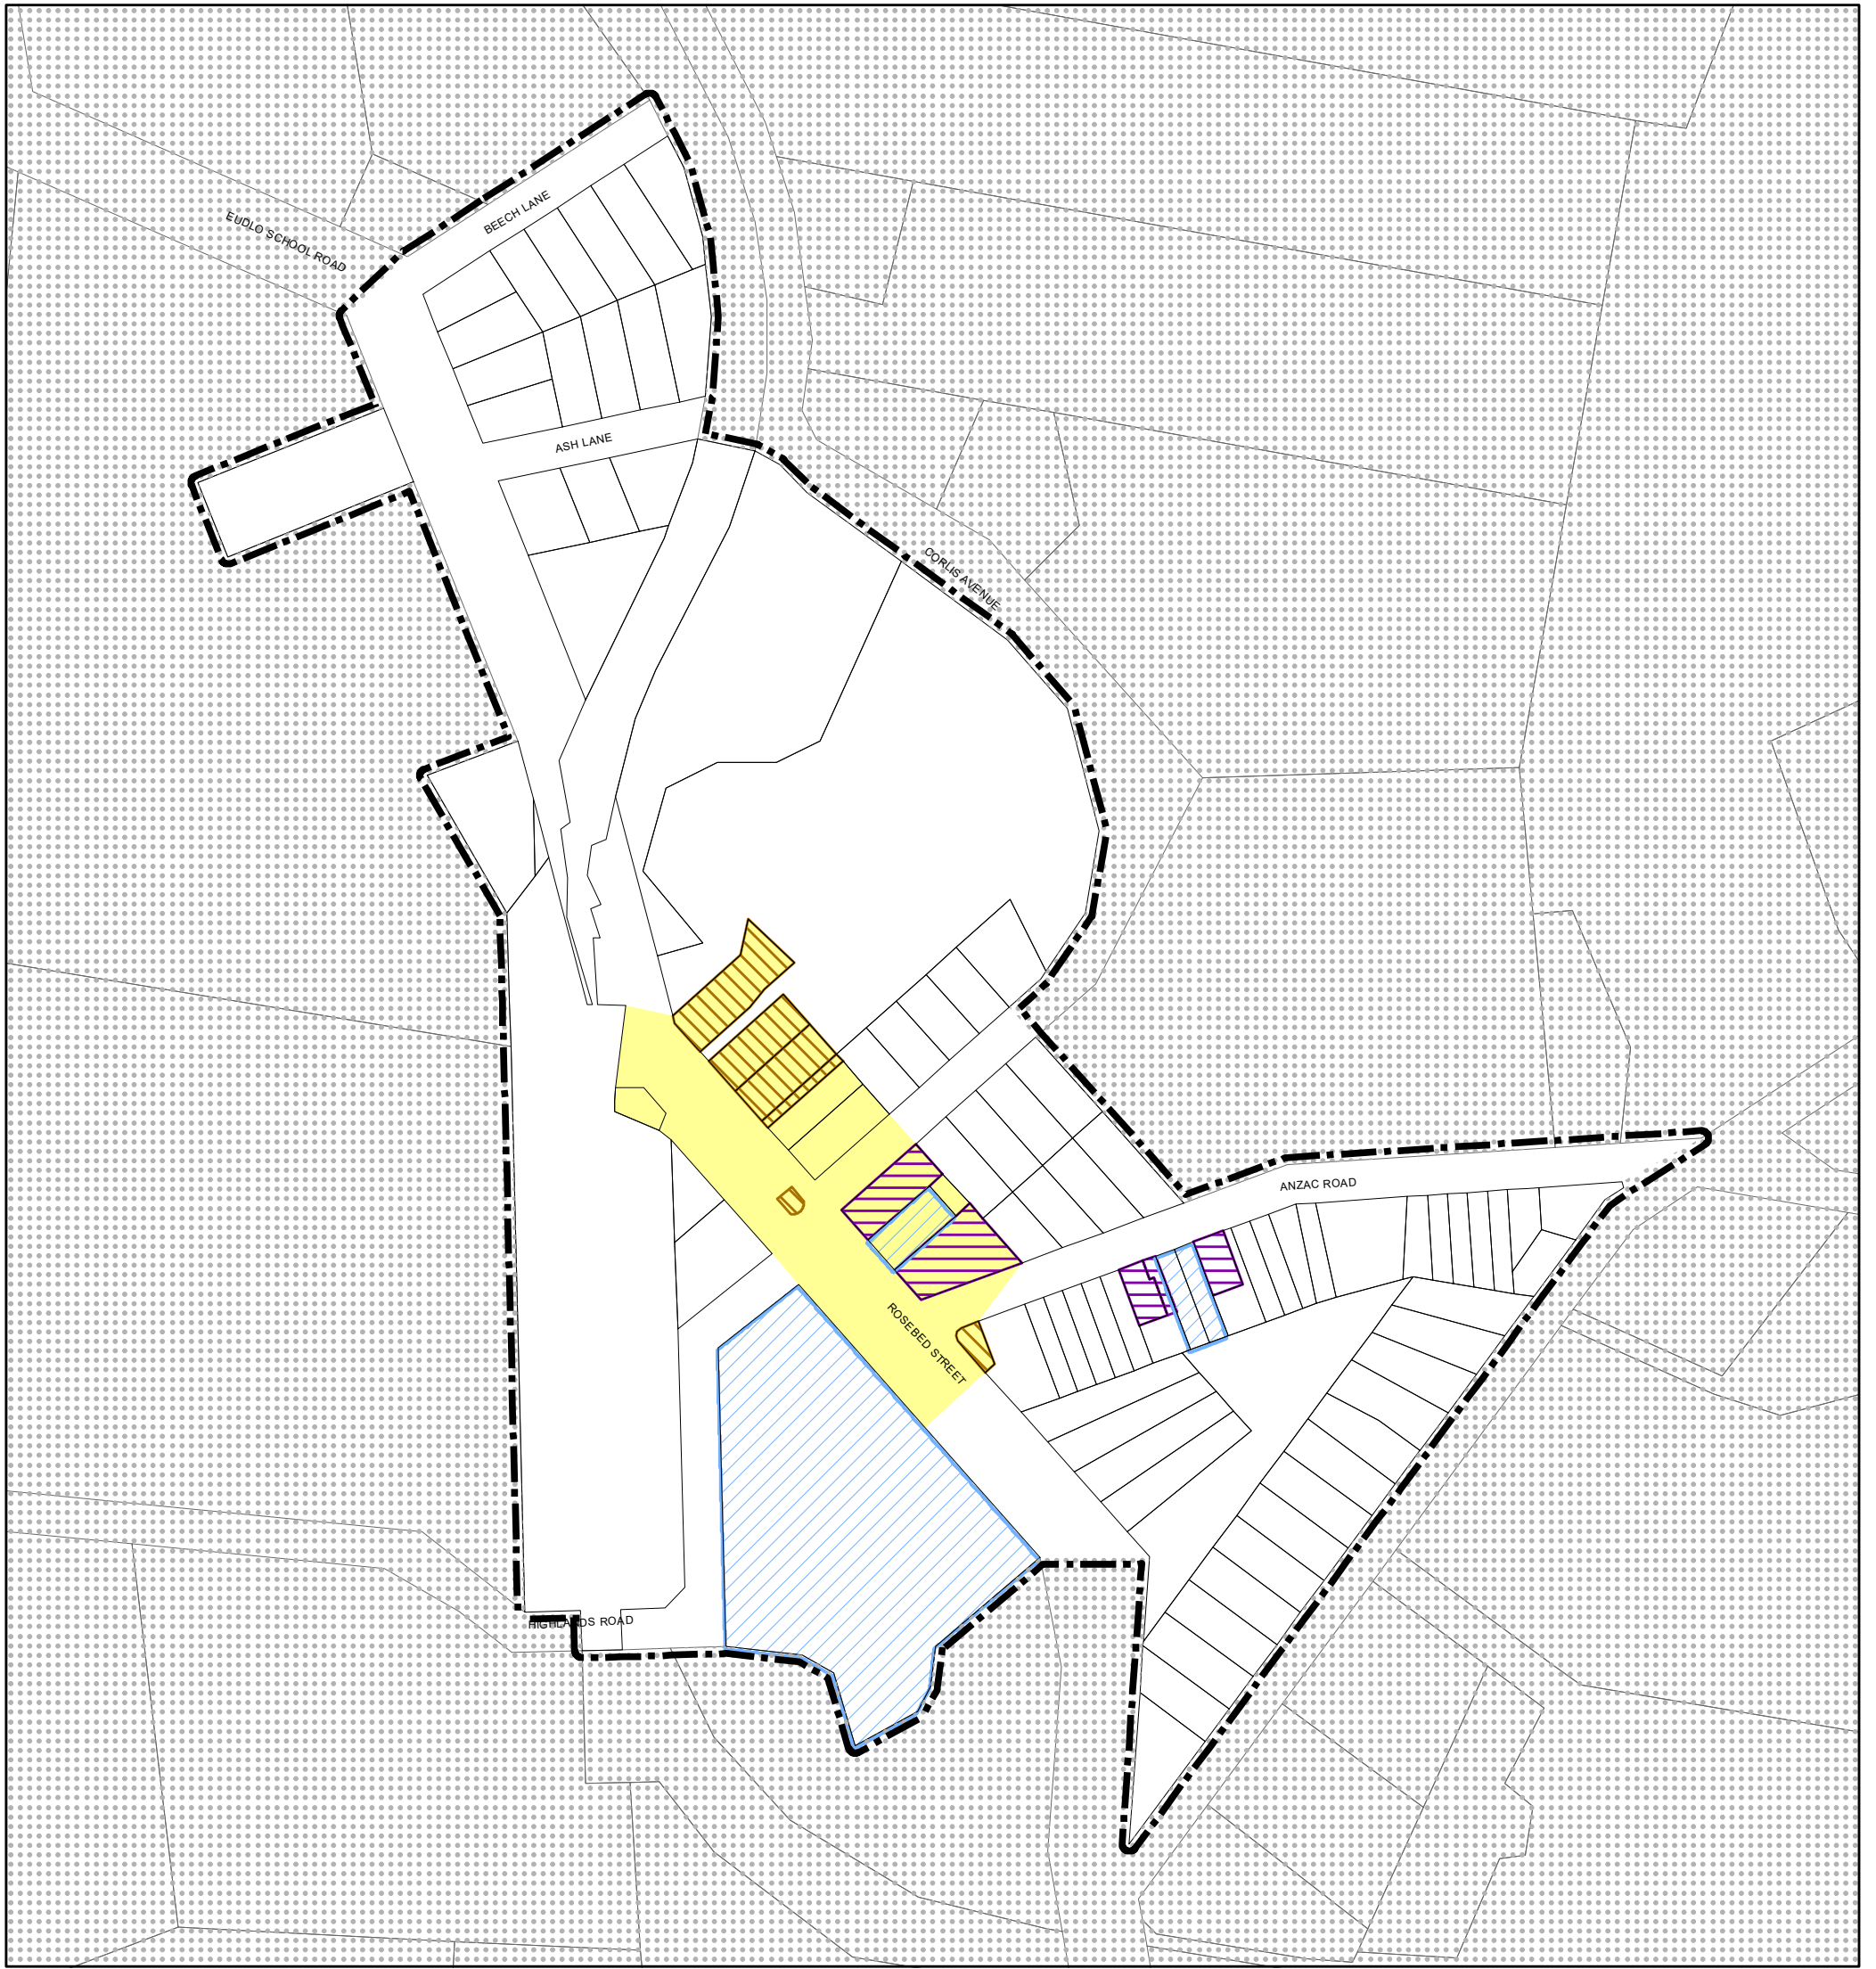 BEECH LANE
EUDLO SCHOOL ROAD
ASH LANE
CORLIS AVENUE
ANZAC ROAD
ROSEBED STREET
HIGHLANDS ROAD